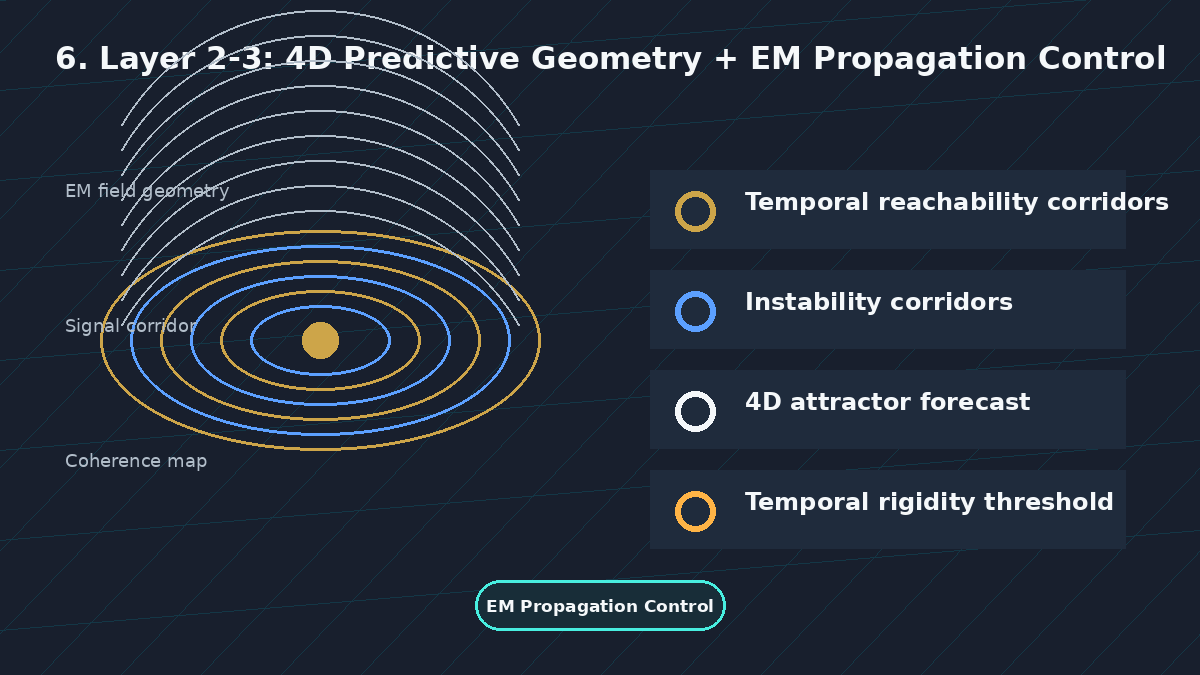 6. Layer 2-3: 4D Predictive Geometry + EM Propagation Control
EM field geometry
Signal corridor
Coherence map
Temporal reachability corridors
Instability corridors
4D attractor forecast
Temporal rigidity threshold
EM Propagation Control